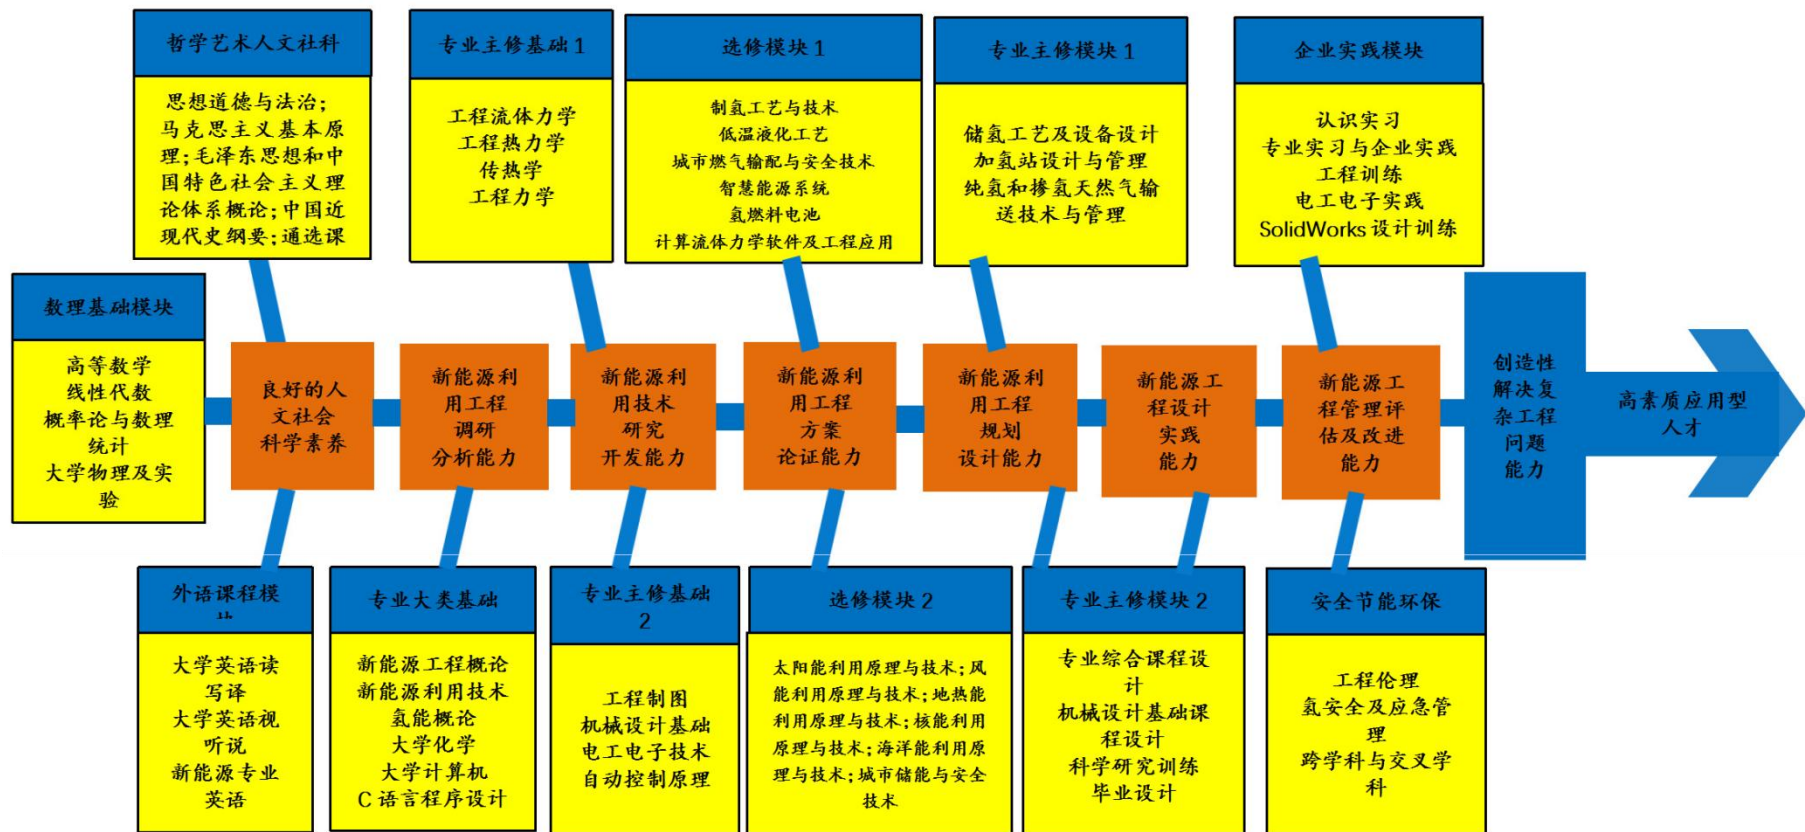 哲学艺术人文社科
思想道德与法治;
马克思主义基本原
理;毛泽东思想和中
国特色社会主义理
论体系概论;中国近
现代史纲要;通选课
专业主修基础 1
工程流体力学
工程热力学
传热学
工程力学
选修模块 1
制氢工艺与技术
低温液化工艺
城市燃气输配与安全技术
智慧能源系统
氢燃料电池
计算流体力学软件及工程应用
专业主修模块 1
储氢工艺及设备设计
加氢站设计与管理
纯氢和掺氢天然气输
送技术与管理
企业实践模块
认识实习
专业实习与企业实践
工程训练
电工电子实践
SolidWorks 设计训练
数理基础模块
高等数学
线性代数
概率论与数理
统计
大学物理及实
验
良好的人
文社会
科学素养
新能源利
用工程
调研
分析能力
新能源利
用技术
研究
开发能力
新能源利
用工程
方案
论证能力
新能源利
用工程
规划
设计能力
新能源工
程设计
实践
能力
新能源工
程管理评
估及改进
能力
创造性
解决复
杂工程
问题
能力
高素质应用型
人才
外语课程模
大学英语读
写译
大学英语视
听说
新能源专业
英语
专业大类基础
新能源工程概论
新能源利用技术
氢能概论
大学化学
大学计算机
C 语言程序设计
专业主修基础
2
工程制图
机械设计基础
电工电子技术
自动控制原理
选修模块 2
太阳能利用原理与技术;风
能利用原理与技术;地热能
利用原理与技术;核能利用
原理与技术;海洋能利用原
理与技术;城市储能与安全
技术
专业主修模块 2
专业综合课程设
计
机械设计基础课
程设计
科学研究训练
毕业设计
安全节能环保
工程伦理
氢安全及应急管
理
跨学科与交叉学
科